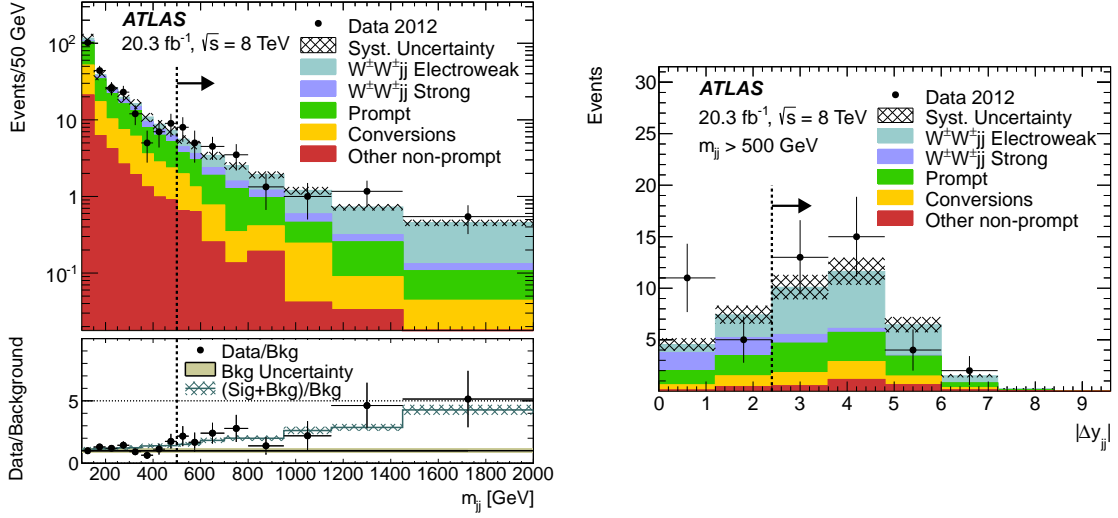 ATLAS
20.3 fb⁻¹, √s = 8 TeV
Data 2012
Syst. Uncertainty
W±W±jj Electroweak
W±W±jj Strong
Prompt
Conversions
Other non-prompt
Events/50 GeV
10²
10
1
10⁻¹
Data/Bkg
Bkg Uncertainty
(Sig+Bkg)/Bkg
Data/Background
5
0
200 400 600 800 1000 1200 1400 1600 1800 2000
m_jj [GeV]
ATLAS
20.3 fb⁻¹, √s = 8 TeV
m_jj > 500 GeV
Data 2012
Syst. Uncertainty
W±W±jj Electroweak
W±W±jj Strong
Prompt
Conversions
Other non-prompt
Events
30
25
20
15
10
5
0
0 1 2 3 4 5 6 7 8 9
|Δy_jj|